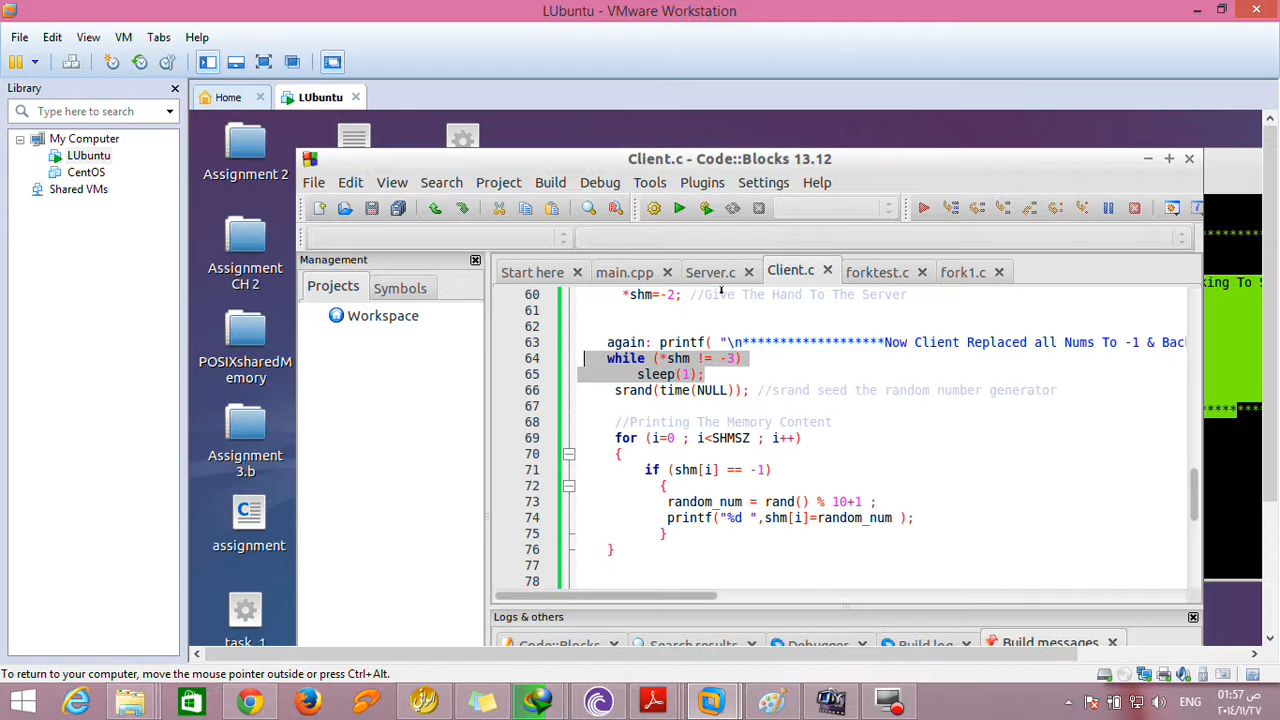 LUbuntu - VMware Workstation
File Edit View VM Tabs Help
Library
Type here to search
My Computer
LUbuntu
CentOS
Shared VMs
Home
LUbuntu
Assignment 2
Assignment
CH 2
POSIXsharedM
emory
Assignment
3.b
assignment
task_1
Client.c - Code::Blocks 13.12
File Edit View Search Project Build Debug Tools Plugins Settings Help
Management
Projects Symbols
Workspace
Start here main.cpp Server.c Client.c forktest.c fork1.c
60 *shm=-2; //Give The Hand To The Server
61
62
63 again: printf( "\n*******************Now Client Replaced all Nums To -1 & Bac
64 while (*shm != -3)
65 sleep(1);
66 srand(time(NULL)); //srand seed the random number generator
67
68 //Printing The Memory Content
69 for (i=0 ; i<SHMSZ ; i++)
70 {
71 if (shm[i] == -1)
72 {
73 random_num = rand() % 10+1 ;
74 printf("%d ",shm[i]=random_num );
75 }
76 }
77
78
king To S
Logs & others
Code::Blocks Search results Debugger Build log Build messages
To return to your computer, move the mouse pointer outside or press Ctrl+Alt.
ENG
01:57 ص
٢٠١٤/١١/٢٧